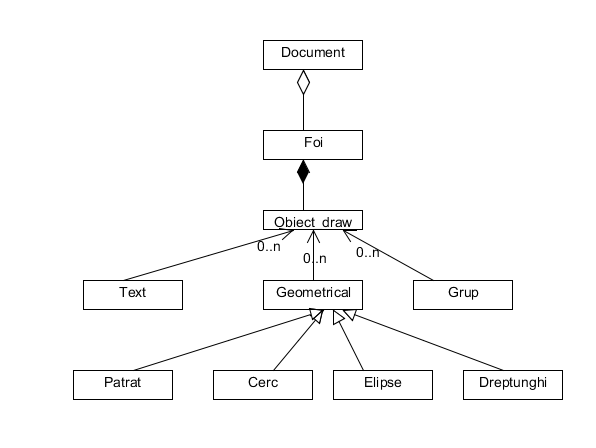 Document
Foi
Obiect draw
0..n
0..n
0..n
Text
Geometrical
Grup
Patrat
Cerc
Elipse
Dreptunghi